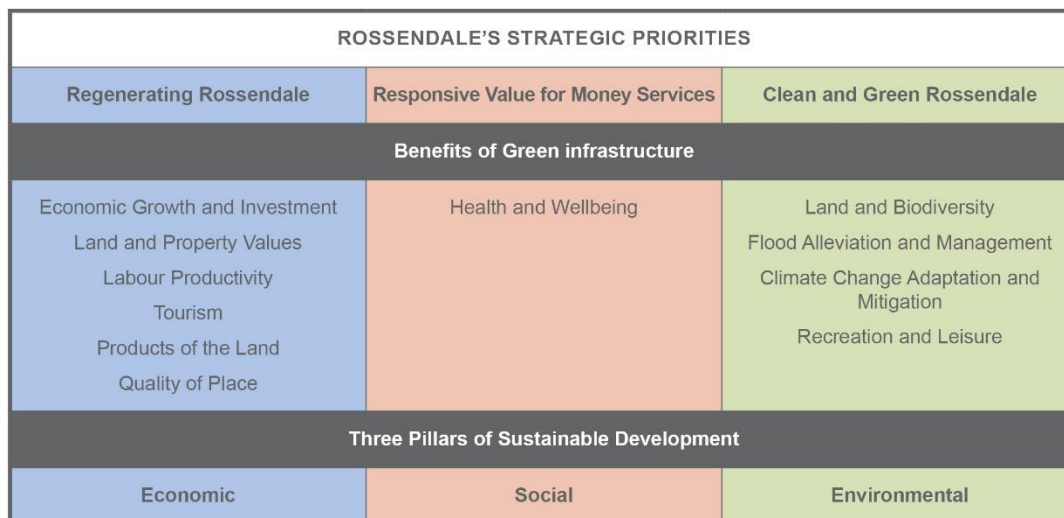 ROSSENDALE’S STRATEGIC PRIORITIES
Regenerating Rossendale
Responsive Value for Money Services
Clean and Green Rossendale
Benefits of Green infrastructure
Economic Growth and Investment
Land and Property Values
Labour Productivity
Tourism
Products of the Land
Quality of Place
Health and Wellbeing
Land and Biodiversity
Flood Alleviation and Management
Climate Change Adaptation and
Mitigation
Recreation and Leisure
Three Pillars of Sustainable Development
Economic
Social
Environmental